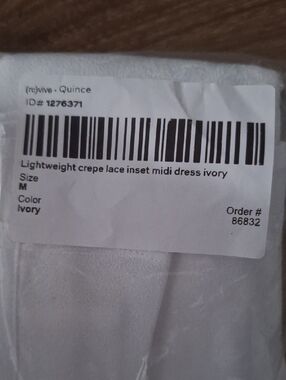 (re)vive - Quince
ID# 1276371
Lightweight crepe lace inset midi dress ivory
Size
M
Color
Ivory
Order #
86832